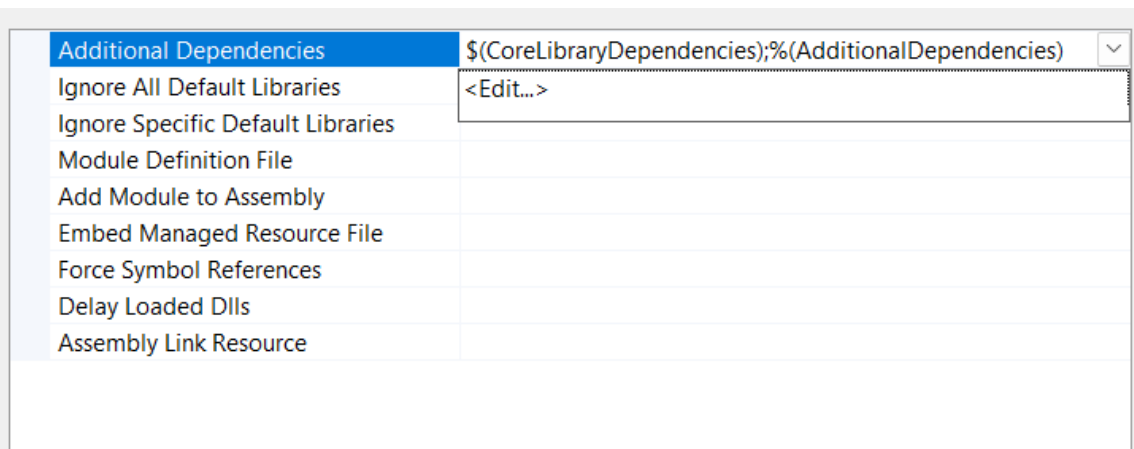 Additional Dependencies $(CoreLibraryDependencies);%(AdditionalDependencies)
Ignore All Default Libraries <Edit...>
Ignore Specific Default Libraries
Module Definition File
Add Module to Assembly
Embed Managed Resource File
Force Symbol References
Delay Loaded Dlls
Assembly Link Resource